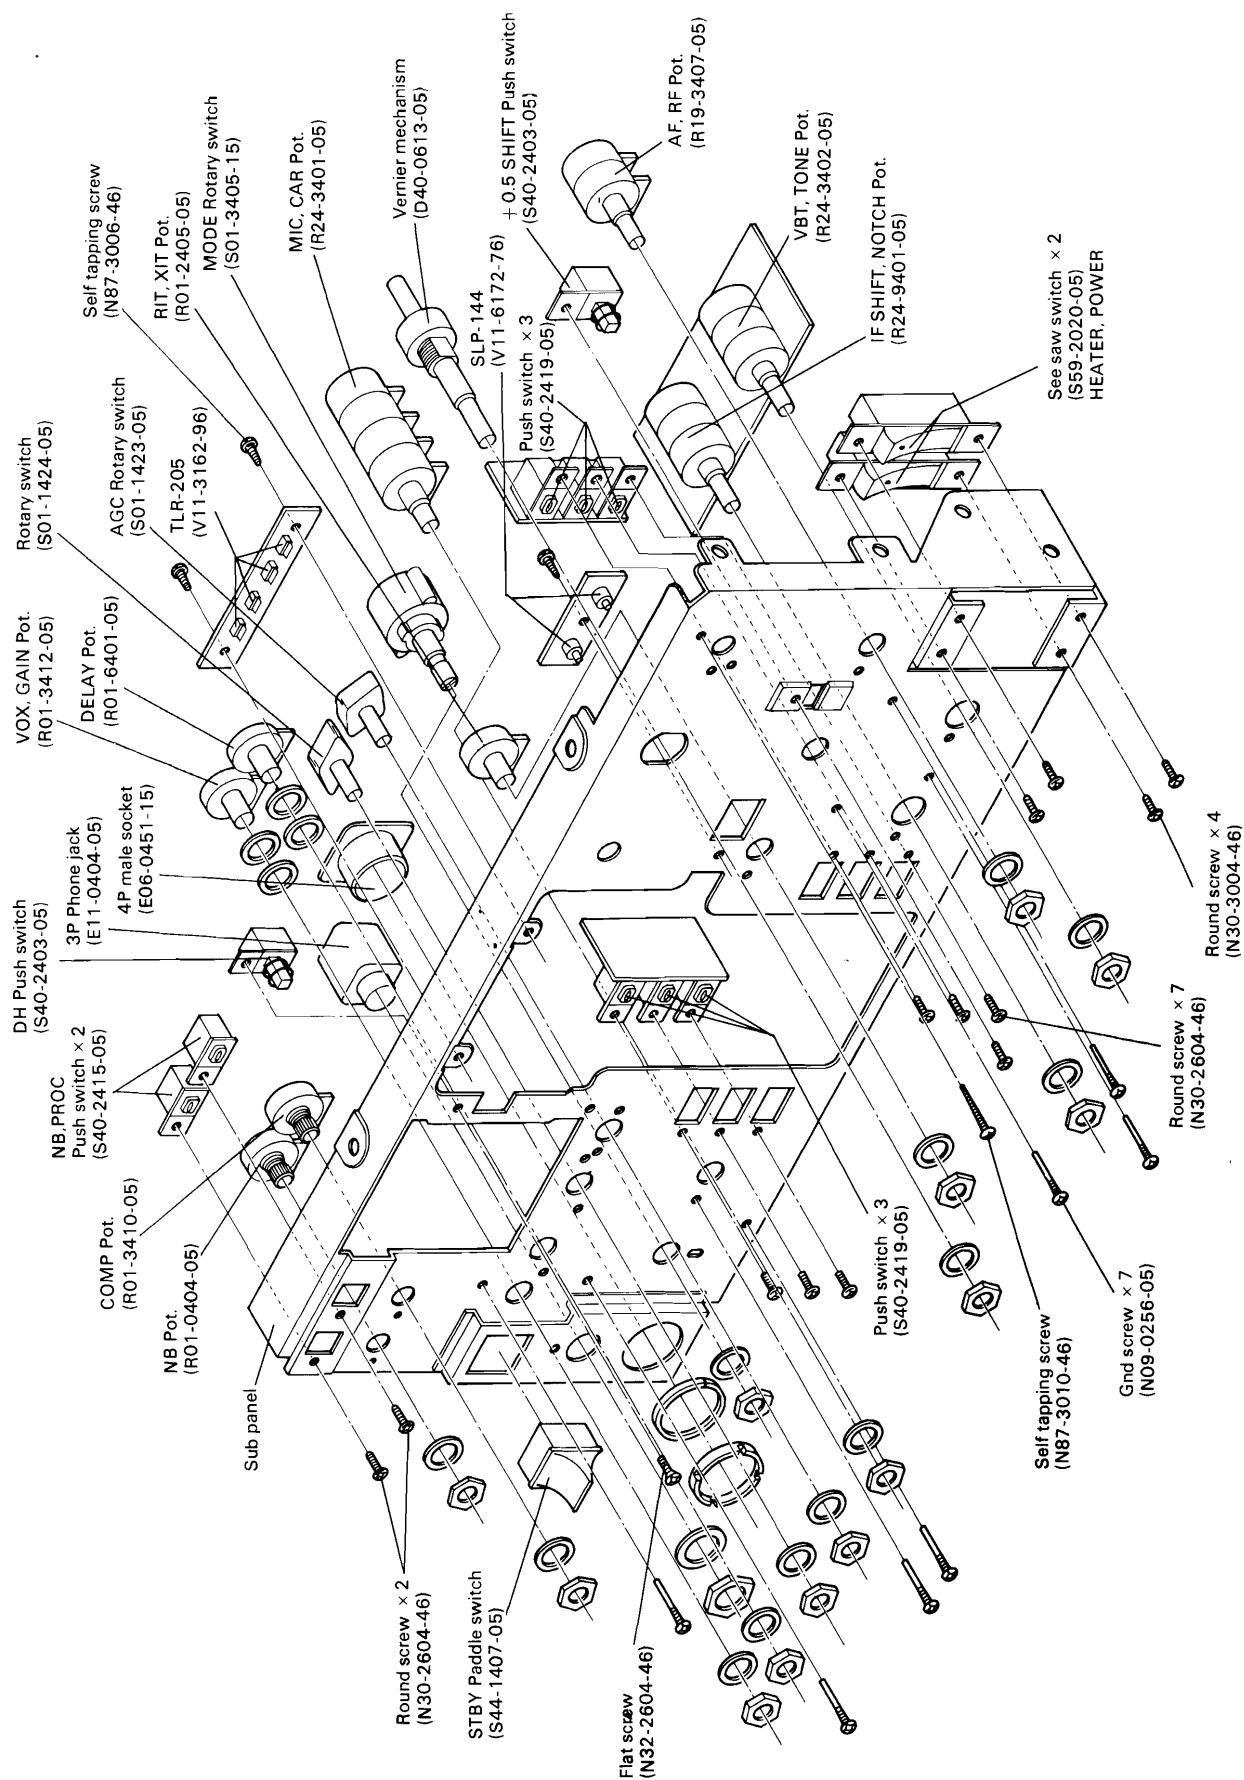 VOX, GAIN Pot.
(R01-3412-05)
DELAY Pot.
(R01-6401-05)
Rotary switch
(S01-1424-05)
AGC Rotary switch
(S01-1423-05)
TLR-205
(V11-3162-96)
Self tapping screw
(N87-3006-46)
RIT, XIT Pot.
(R01-2405-05)
MODE Rotary switch
(S01-3405-15)
MIC, CAR Pot.
(R24-3401-05)
Vernier mechanism
(D40-0613-05)
SLP-144
(V11-6172-76)
Push switch × 3
(S40-2419-05)
+0.5 SHIFT Push switch
(S40-2403-05)
AF, RF Pot.
(R19-3407-05)
VBT, TONE Pot.
(R24-3402-05)
IF SHIFT, NOTCH Pot.
(R24-9401-05)
See saw switch × 2
(S59-2020-05)
HEATER, POWER
DH Push switch
(S40-2403-05)
3P Phone jack
(E11-0404-05)
4P male socket
(E06-0451-15)
NB,PROC
Push switch × 2
(S40-2415-05)
COMP Pot.
(R01-3410-05)
NB Pot.
(R01-0404-05)
Sub panel
Round screw × 2
(N30-2604-46)
STBY Paddle switch
(S44-1407-05)
Flat screw
(N32-2604-46)
Push switch × 3
(S40-2419-05)
Self tapping screw
(N87-3010-46)
Gnd screw × 7
(N09-0256-05)
Round screw × 7
(N30-2604-46)
Round screw × 4
(N30-3004-46)